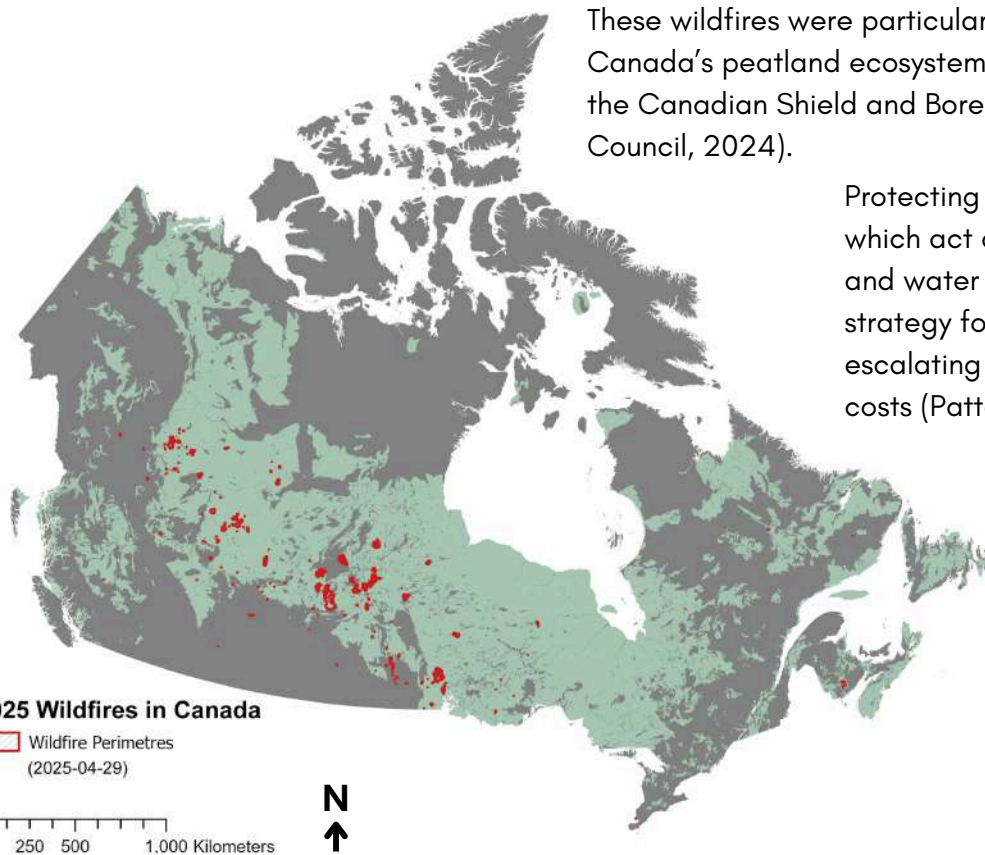 These wildfires were particular
Canada's peatland ecosystem
the Canadian Shield and Bore
Council, 2024).
Protecting
which act
and water
strategy fo
escalating
costs (Patt
25 Wildfires in Canada
Wildfire Perimetres
(2025-04-29)
250 500 1,000 Kilometers
N